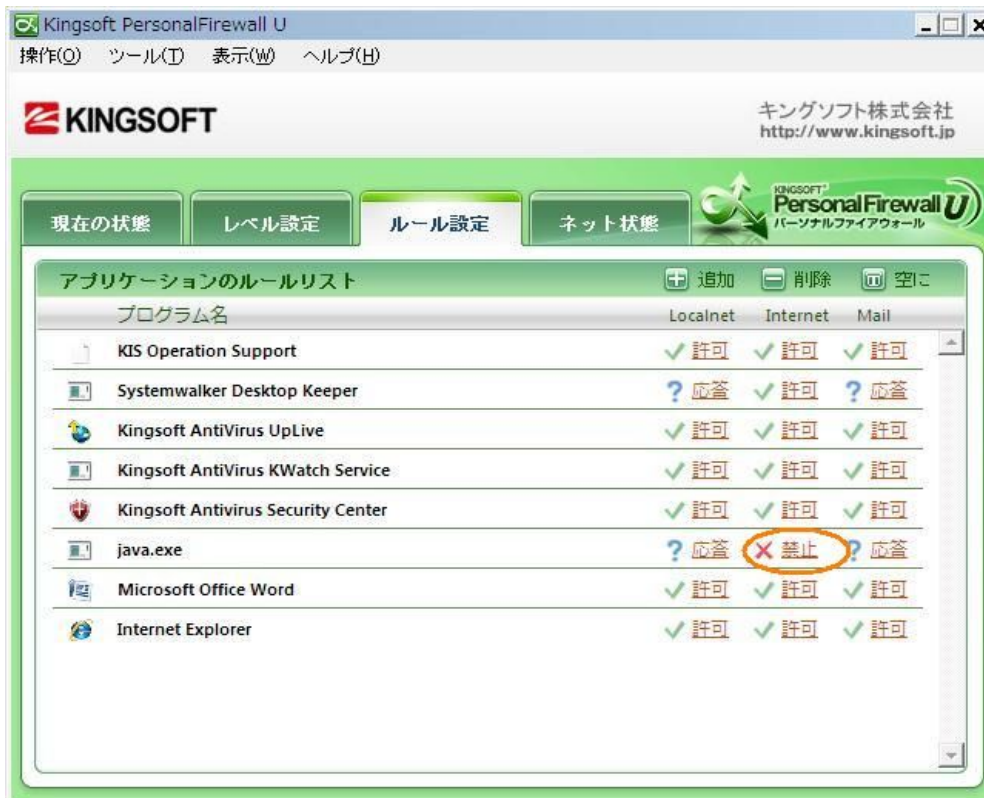 Kingsoft PersonalFirewall U
操作(O) ツール(T) 表示(W) ヘルプ(H)
KINGSOFT
キングソフト株式会社
http://www.kingsoft.jp
現在の状態 レベル設定 ルール設定 ネット状態
KINGSOFT
PersonalFirewall U
パーソナルファイアウォール
アプリケーションのルールリスト 追加 削除 空に
プログラム名 Localnet Internet Mail
KIS Operation Support 許可 許可 許可
Systemwalker Desktop Keeper ? 応答 許可 ? 応答
Kingsoft AntiVirus UpLive 許可 許可 許可
Kingsoft AntiVirus KWatch Service 許可 許可 許可
Kingsoft Antivirus Security Center 許可 許可 許可
java.exe ? 応答 禁止 ? 応答
Microsoft Office Word 許可 許可 許可
Internet Explorer 許可 許可 許可